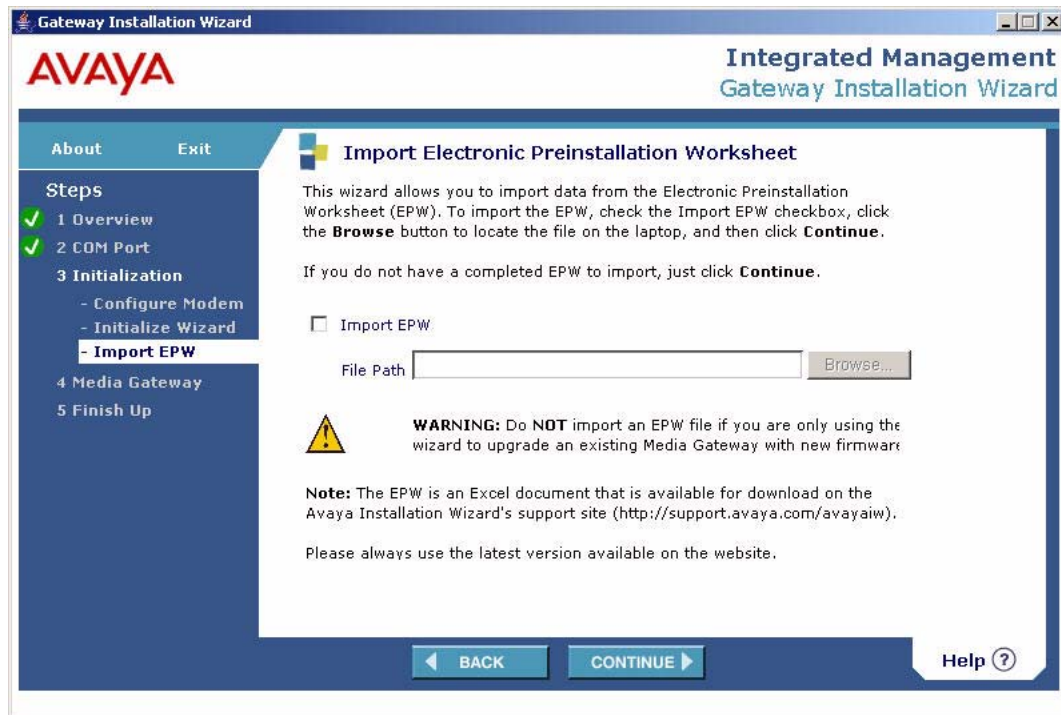 Gateway Installation Wizard
AVAYA
Integrated Management
Gateway Installation Wizard
About Exit
Steps
1 Overview
2 COM Port
3 Initialization
- Configure Modem
- Initialize Wizard
- Import EPW
4 Media Gateway
5 Finish Up
Import Electronic Preinstallation Worksheet
This wizard allows you to import data from the Electronic Preinstallation
Worksheet (EPW). To import the EPW, check the Import EPW checkbox, click
the Browse button to locate the file on the laptop, and then click Continue.
If you do not have a completed EPW to import, just click Continue.
Import EPW
File Path Browse...
WARNING: Do NOT import an EPW file if you are only using the
wizard to upgrade an existing Media Gateway with new firmware
Note: The EPW is an Excel document that is available for download on the
Avaya Installation Wizard's support site (http://support.avaya.com/avayaiw).
Please always use the latest version available on the website.
BACK CONTINUE
Help ?